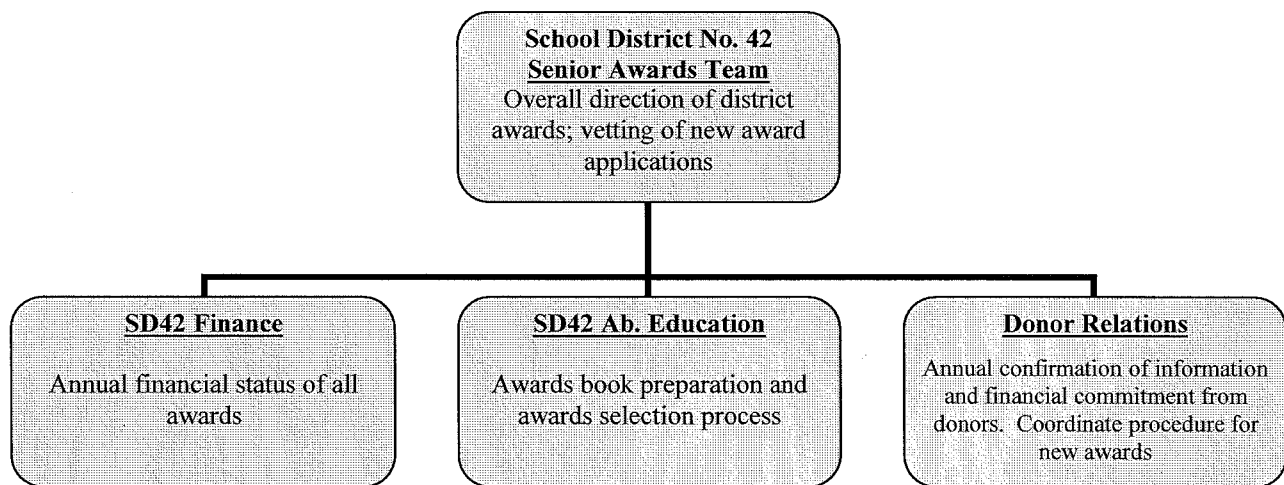 School District No. 42
Senior Awards Team
Overall direction of district
awards; vetting of new award
applications
SD42 Finance
Annual financial status of all
awards
SD42 Ab. Education
Awards book preparation and
awards selection process
Donor Relations
Annual confirmation of information
and financial commitment from
donors.  Coordinate procedure for
new awards